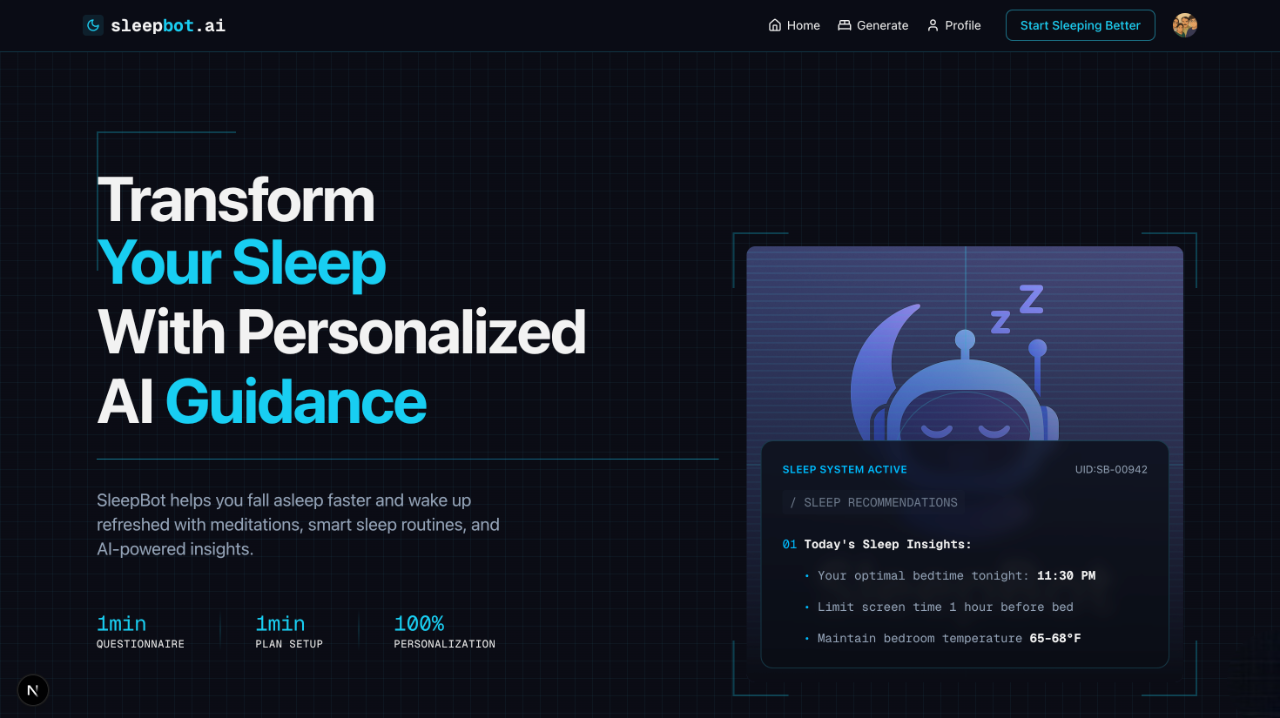 sleepbot.ai
Home
Generate
Profile
Start Sleeping Better
Transform
Your Sleep
With Personalized
AI Guidance
SleepBot helps you fall asleep faster and wake up
refreshed with meditations, smart sleep routines, and
AI-powered insights.
1min
QUESTIONNAIRE
1min
PLAN SETUP
100%
PERSONALIZATION
z Z
SLEEP SYSTEM ACTIVE
UID:SB-00942
/ SLEEP RECOMMENDATIONS
01 Today's Sleep Insights:
• Your optimal bedtime tonight: 11:30 PM
• Limit screen time 1 hour before bed
• Maintain bedroom temperature 65-68°F
N